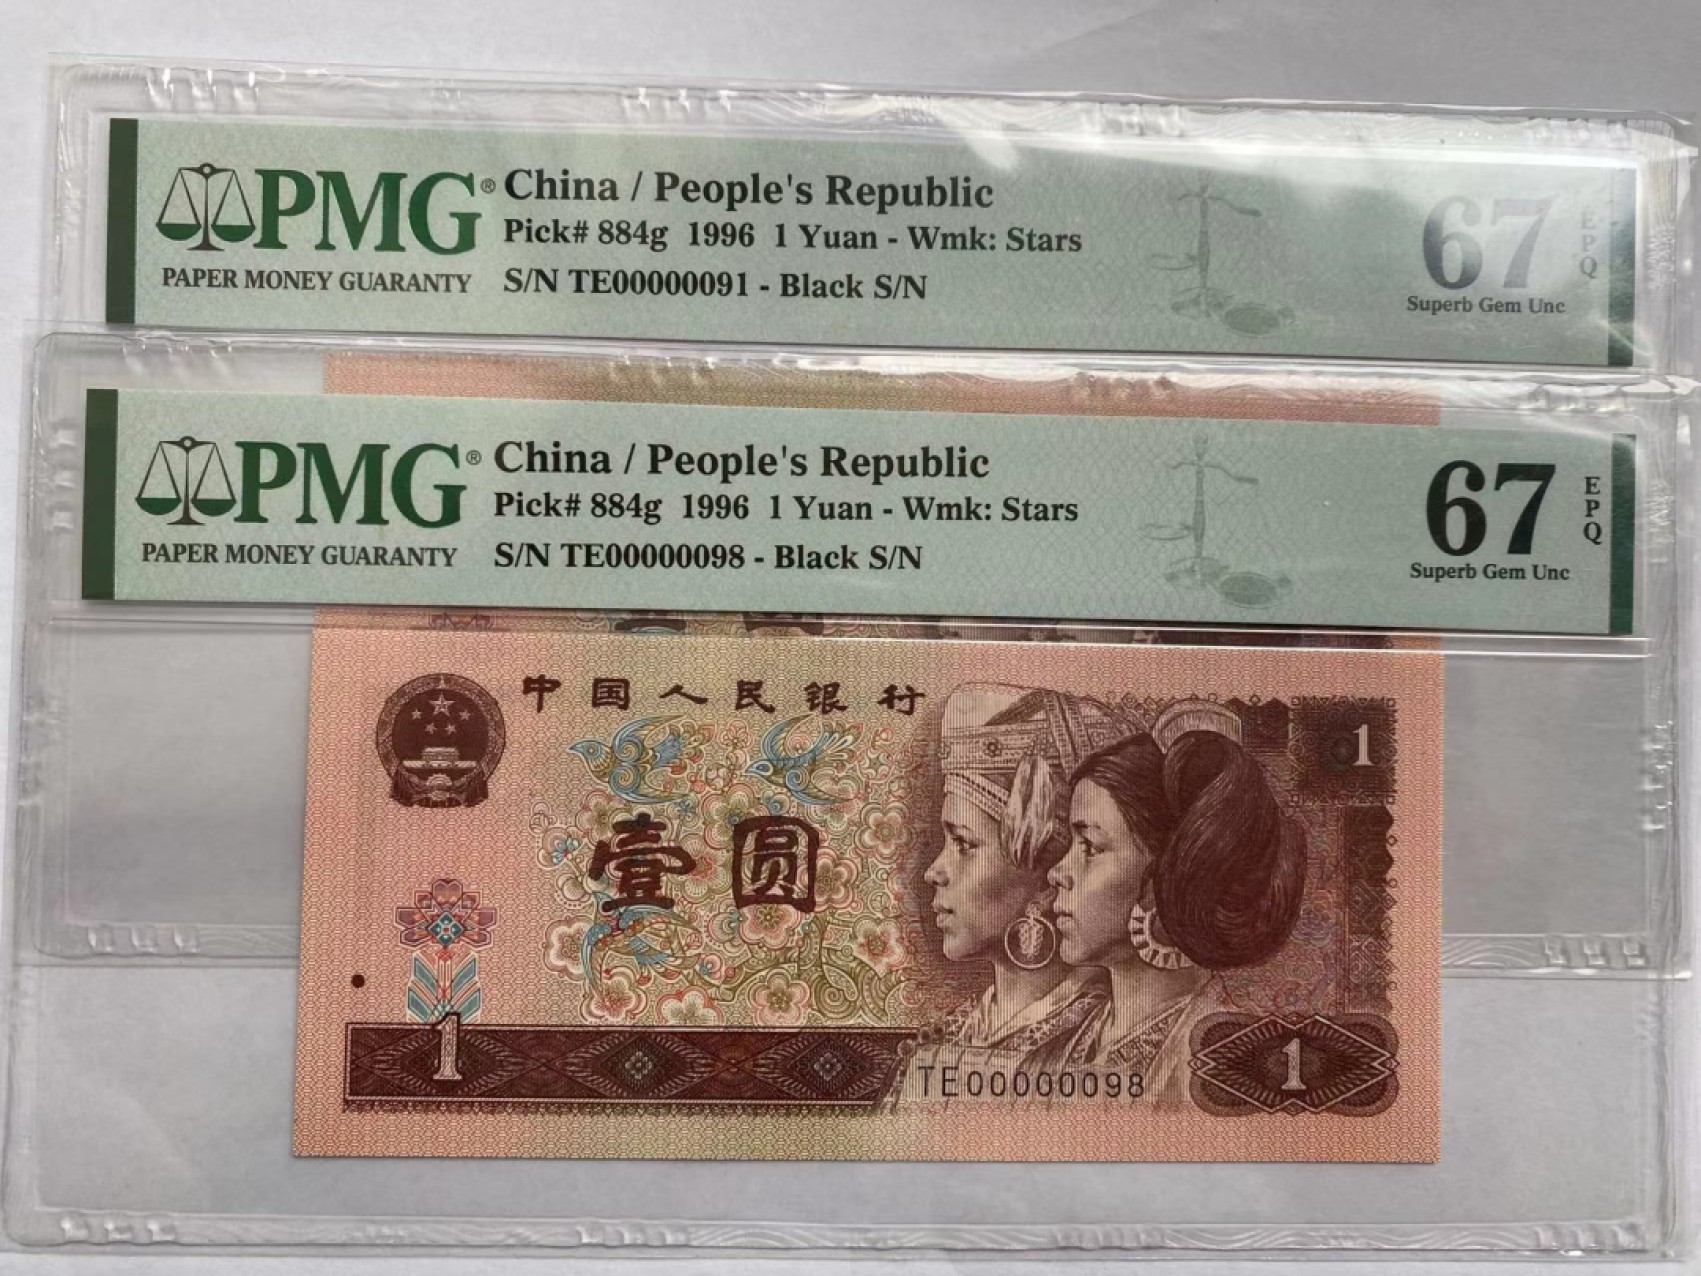 PMG® China / People's Republic
Pick# 884g 1996 1 Yuan - Wmk: Stars
PAPER MONEY GUARANTY S/N TE00000091 - Black S/N
67 EPQ
Superb Gem Unc
PMG® China / People's Republic
Pick# 884g 1996 1 Yuan - Wmk: Stars
PAPER MONEY GUARANTY S/N TE00000098 - Black S/N
67 EPQ
Superb Gem Unc
中国人民银行
1
壹圆
1
TE00000098
1